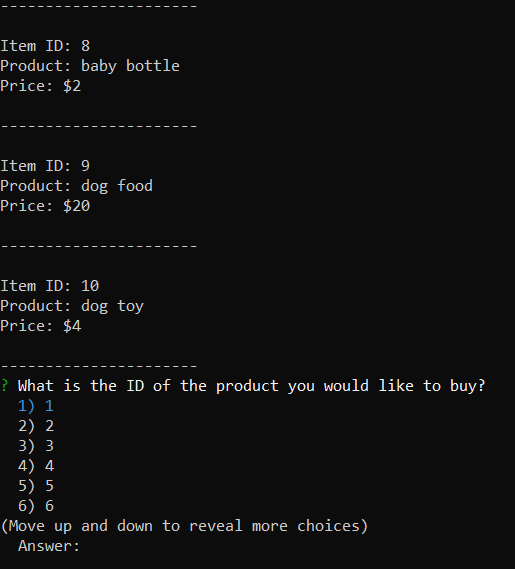 ----------------------
Item ID: 8
Product: baby bottle
Price: $2
----------------------
Item ID: 9
Product: dog food
Price: $20
----------------------
Item ID: 10
Product: dog toy
Price: $4
----------------------
? What is the ID of the product you would like to buy?
1) 1
2) 2
3) 3
4) 4
5) 5
6) 6
(Move up and down to reveal more choices)
Answer: